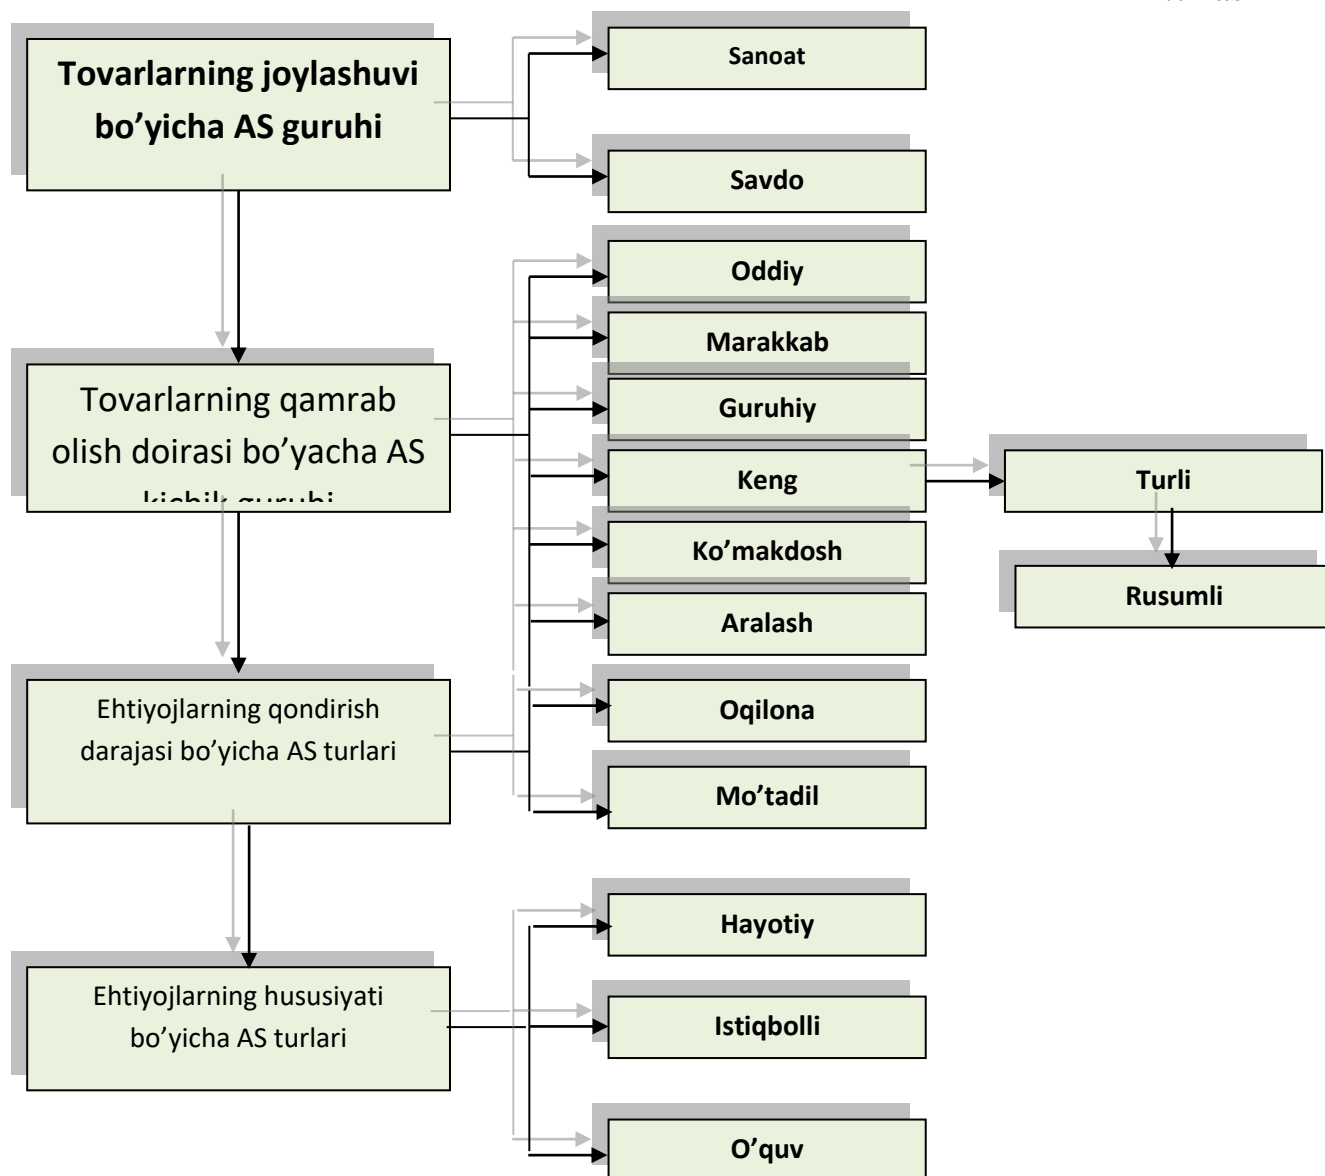 Tovarlarning joylashuvi
bo’yicha AS guruhi
Sanoat
Savdo
Tovarlarning qamrab
olish doirasi bo’yacha AS
kichik guruhi
Oddiy
Marakkab
Guruhiy
Keng
Turli
Rusumli
Ko’makdosh
Aralash
Ehtiyojlarning qondirish
darajasi bo’yicha AS turlari
Oqilona
Mo’tadil
Ehtiyojlarning hususiyati
bo’yicha AS turlari
Hayotiy
Istiqbolli
O’quv